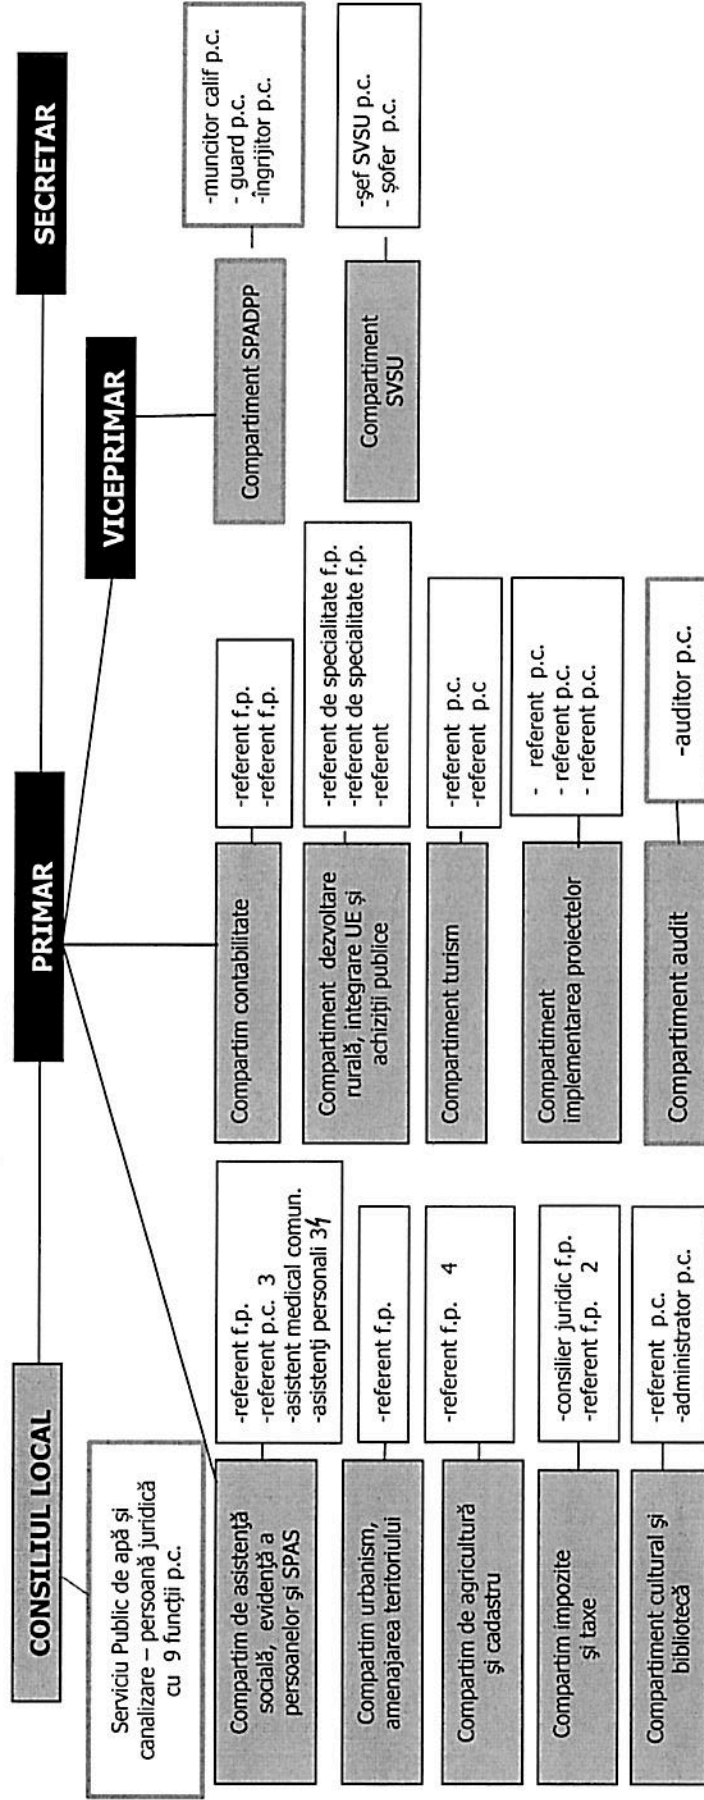 CONSILIUL LOCAL
PRIMAR
SECRETAR
VICEPRIMAR
Serviciu Public de apă și
canalizare – persoană juridică
cu 9 funcții p.c.
Compartim de asistență
socială, evidență a
persoanelor și SPAS
-referent f.p.
-referent p.c. 3
-asistent medical comun.
-asistenți personali 34
Compartim urbanism,
amenajarea teritoriului
-referent f.p.
Compartim de agricultură
și cadastru
-referent f.p. 4
Compartim impozite
și taxe
-consilier juridic f.p.
-referent f.p. 2
Compartiment cultural și
bibliotecă
-referent p.c.
-administrator p.c.
Compartim contabilitate
-referent f.p.
-referent f.p.
Compartiment dezvoltare
rurală, integrare UE și
achiziții publice
-referent de specialitate f.p.
-referent de specialitate f.p.
-referent
Compartiment turism
-referent p.c.
-referent p.c
Compartiment
implementarea proiectelor
- referent p.c.
- referent p.c.
- referent p.c.
Compartiment audit
-auditor p.c.
Compartiment SPADPP
-muncitor calif p.c.
- guard p.c.
-îngrijitor p.c.
Compartiment
SVSU
-șef SVSU p.c.
- șofer p.c.